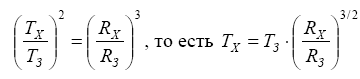 (T_X / T_З)² = (R_X / R_З)³, то есть T_X = T_З · (R_X / R_З)^{3/2}